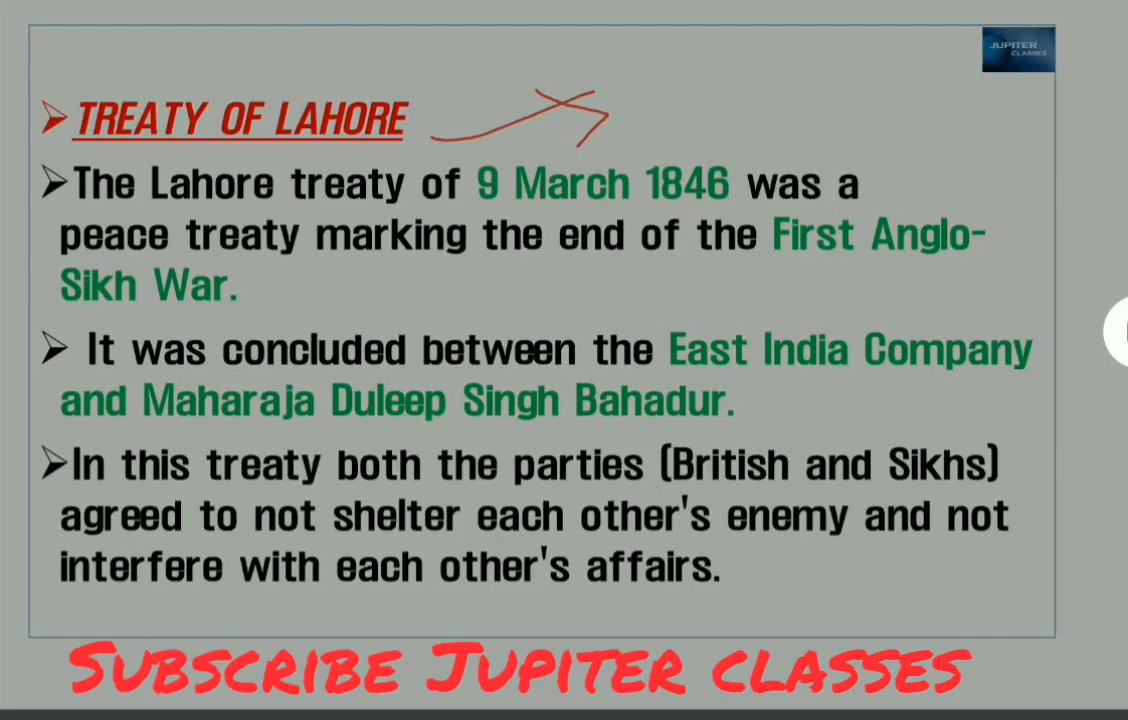 JUPITER
CLASSES
➢TREATY OF LAHORE
➢The Lahore treaty of 9 March 1846 was a
peace treaty marking the end of the First Anglo-
Sikh War.
➢ It was concluded between the East India Company
and Maharaja Duleep Singh Bahadur.
➢In this treaty both the parties (British and Sikhs)
agreed to not shelter each other's enemy and not
interfere with each other's affairs.
SUBSCRIBE JUPITER CLASSES